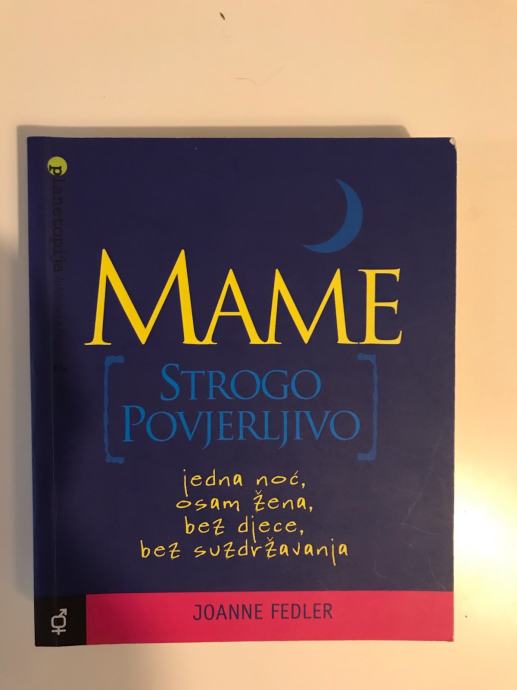 planetopija
MAME
[STROGO
POVJERLJIVO]
jedna noć,
osam žena,
bez djece,
bez suzdržavanja
JOANNE FEDLER